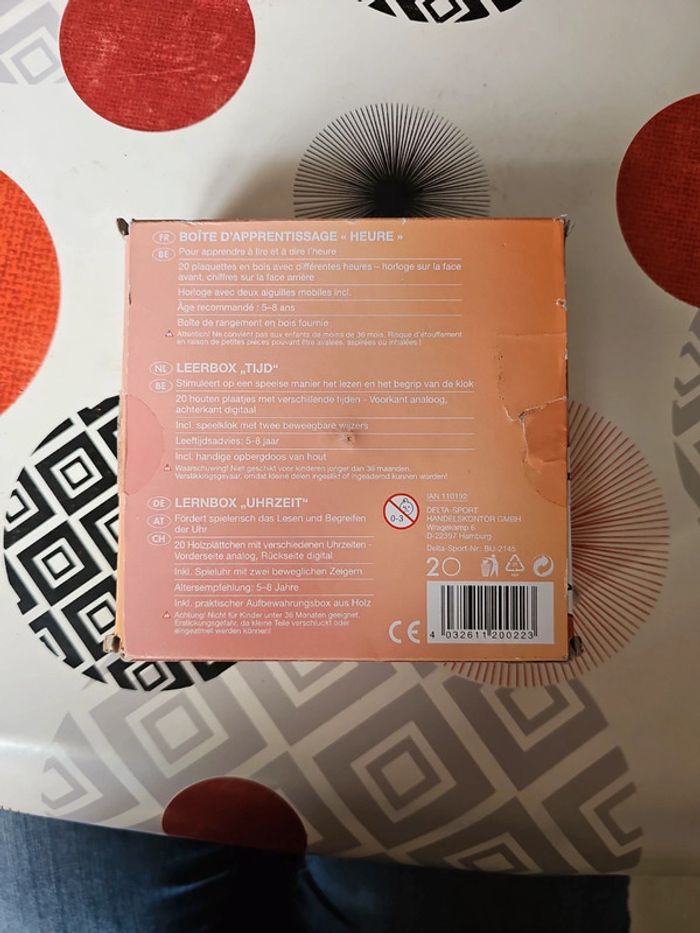 FR BOÎTE D'APPRENTISSAGE « HEURE »
BE Pour apprendre à lire et à dire l'heure
20 plaquettes en bois avec différentes heures – horloge sur la face
avant, chiffres sur la face arrière
Horloge avec deux aiguilles mobiles incl.
Âge recommandé : 5–8 ans
Boîte de rangement en bois fournie
Attention! Ne convient pas aux enfants de moins de 36 mois. Risque d'étouffement
en raison de petites pièces pouvant être avalées, aspirées ou inhalées !
NL LEERBOX „TIJD“
BE Stimuleert op een speelse manier het lezen en het begrip van de klok
20 houten plaatjes met verschillende tijden - Voorkant analoog,
achterkant digitaal
Incl. speelklok met twee beweegbare wijzers
Leeftijdsadvies: 5-8 jaar
Incl. handige opbergdoos van hout
Waarschuwing! Niet geschikt voor kinderen jonger dan 36 maanden.
Verstikkingsgevaar, omdat kleine delen ingeslikt of ingeademd kunnen worden!
DE LERNBOX „UHRZEIT“
AT Fördert spielerisch das Lesen und Begreifen
der Uhr
CH
20 Holzplättchen mit verschiedenen Uhrzeiten -
Vorderseite analog, Rückseite digital
Inkl. Spieluhr mit zwei beweglichen Zeigern
Altersempfehlung: 5–8 Jahre
Inkl. praktischer Aufbewahrungsbox aus Holz
Achtung! Nicht für Kinder unter 36 Monaten geeignet.
Erstickungsgefahr, da kleine Teile verschluckt oder
eingeatmet werden können!
0-3
IAN 110192
DELTA-SPORT
HANDELSKONTOR GMBH
Wragekamp 6
D-22397 Hamburg
Delta-Sport-Nr.: BU-2145
20
CE
4 032611 200223